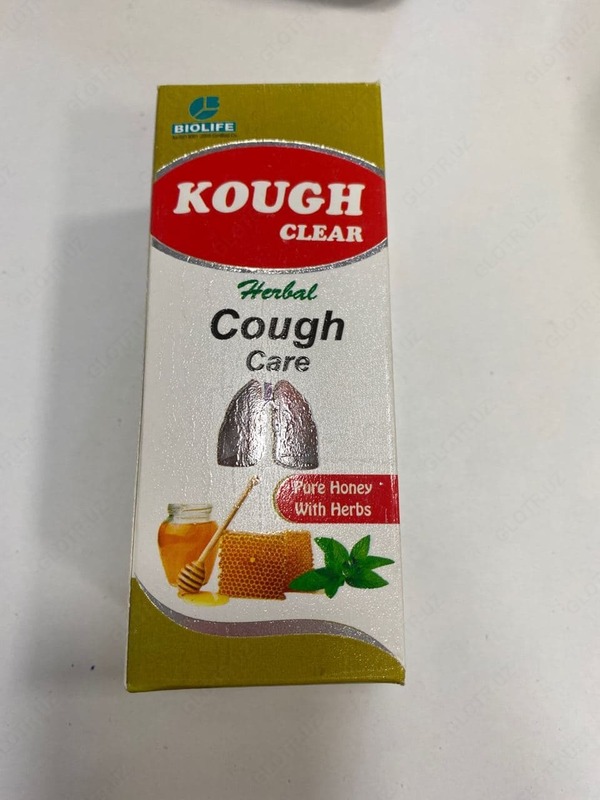 BIOLIFE
KOUGH
CLEAR
Herbal
Cough
Care
Pure Honey
With Herbs